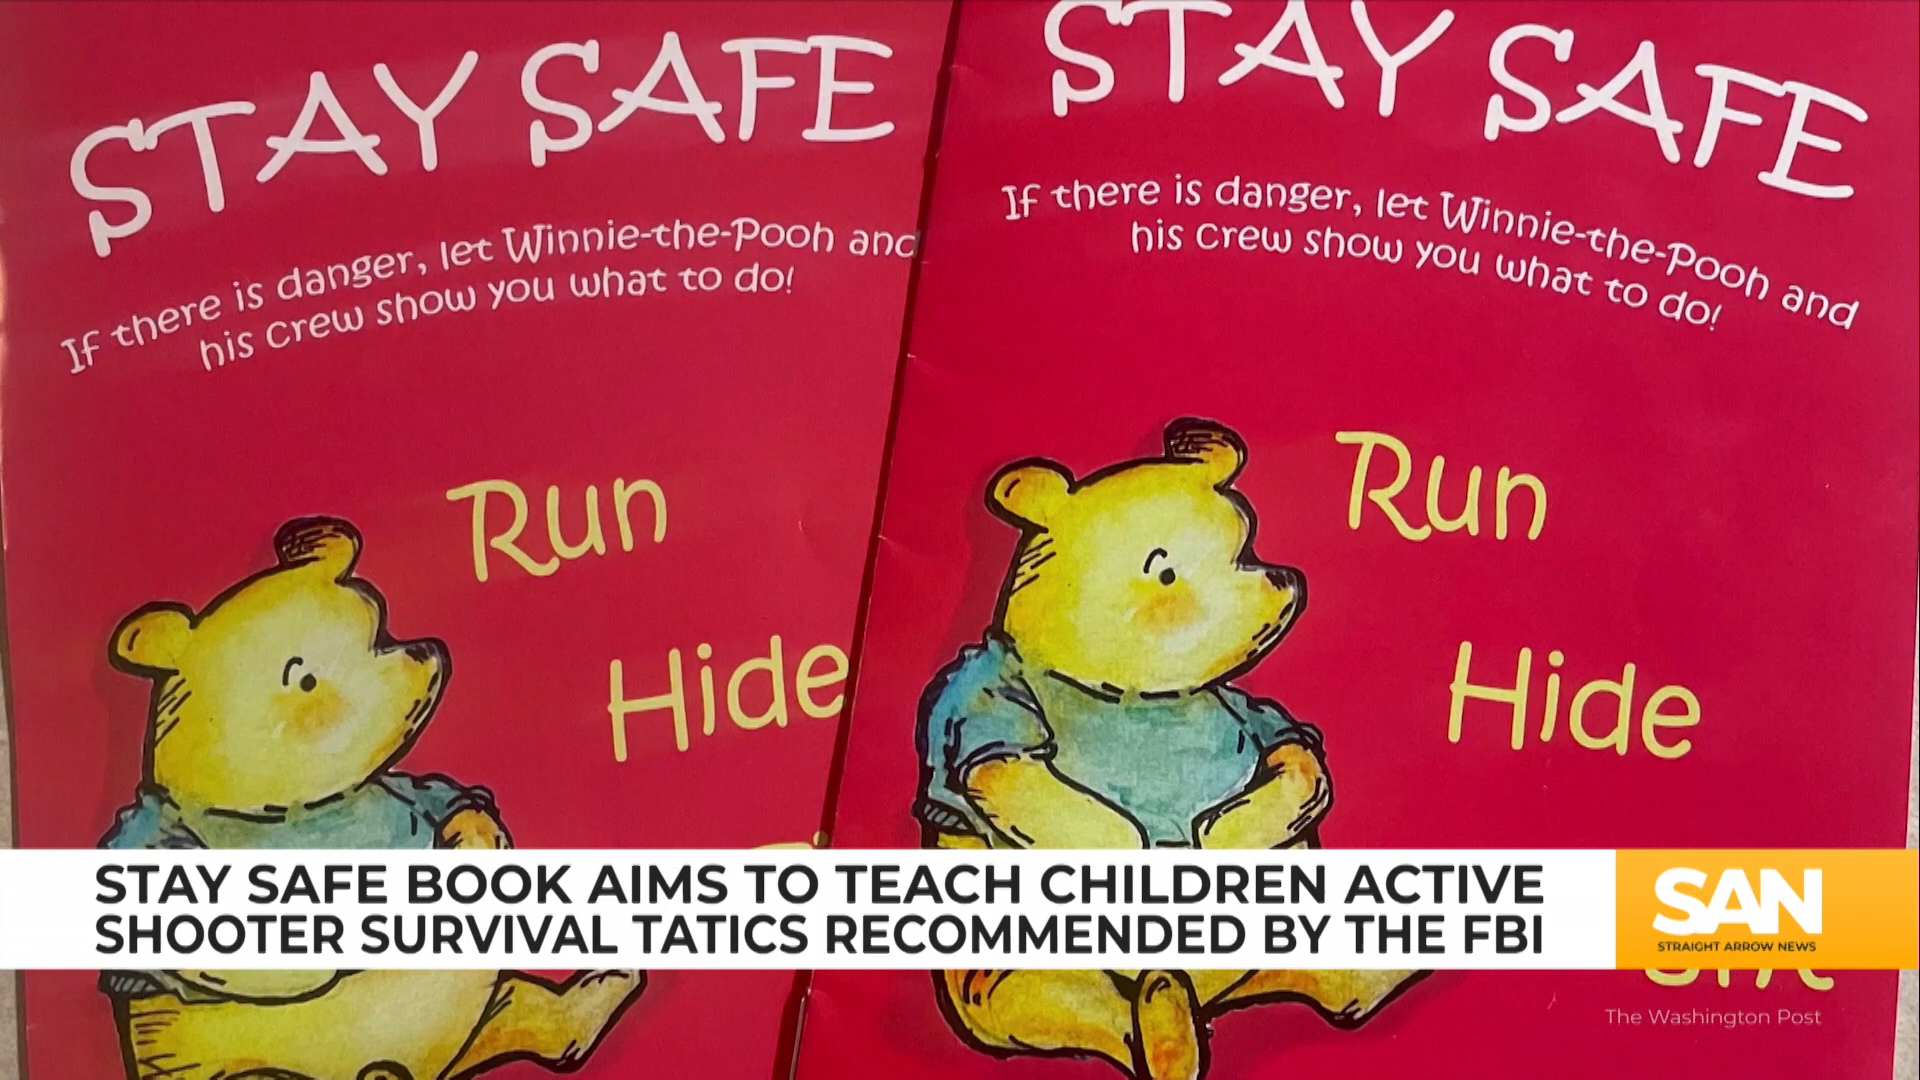 STAY SAFE
If there is danger, let Winnie-the-Pooh and
his crew show you what to do!
Run
Hide
STAY SAFE
If there is danger, let Winnie-the-Pooh and
his crew show you what to do!
Run
Hide
STAY SAFE BOOK AIMS TO TEACH CHILDREN ACTIVE
SHOOTER SURVIVAL TATICS RECOMMENDED BY THE FBI
SAN
STRAIGHT ARROW NEWS
The Washington Post